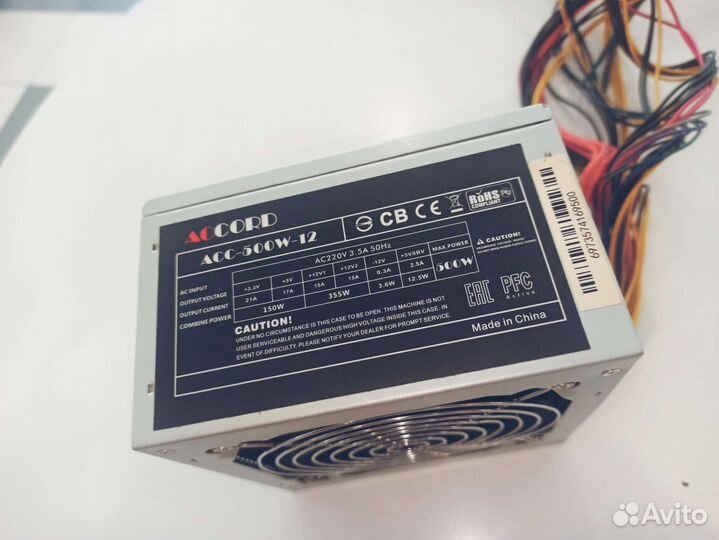 ACCORD
ACC-500W-12
CB CE RoHS
COMPLIANT
AC INPUT AC220V 3.5A 50Hz
OUTPUT VOLTAGE +3.3V +5V +12V1 +12V2 -12V +5VSBV MAX.POWER
OUTPUT CURRENT 21A 17A 15A 15A 0.3A 2.5A 500W
COMBINE POWER 150W 355W 3.6W 12.5W
CAUTION!
UNDER NO CIRCUMSTANCE IS THIS CASE TO BE OPEN. THIS MACHINE IS NOT
USER SERVICEABLE AND DANGEROUS HIGH VOLTAGE INSIDE THIS CASE. IN
EVENT OF DIFFICULTY. PLEASE NOTIFY YOUR DEALER FOR PROMPT SERVICE.
CAUTION!
EAC PFC
Active
Made in China
6973574169500
Avito